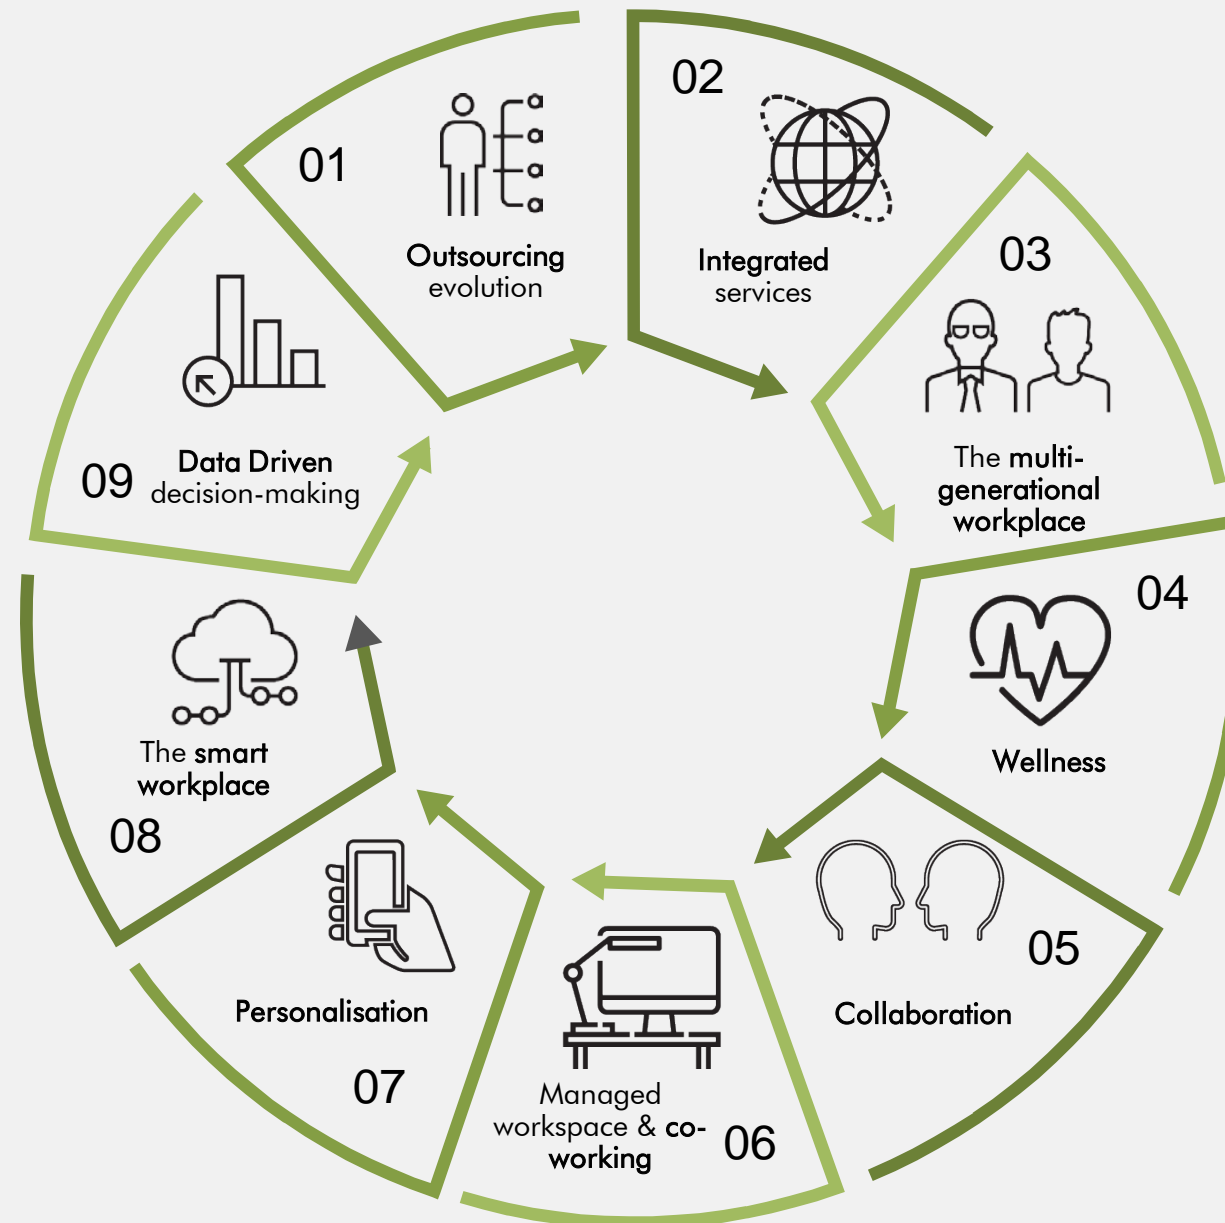 01
Outsourcing
evolution
02
Integrated
services
03
The multi-
generational
workplace
04
Wellness
05
Collaboration
06
Managed
workspace & co-
working
07
Personalisation
08
The smart
workplace
09
Data Driven
decision-making